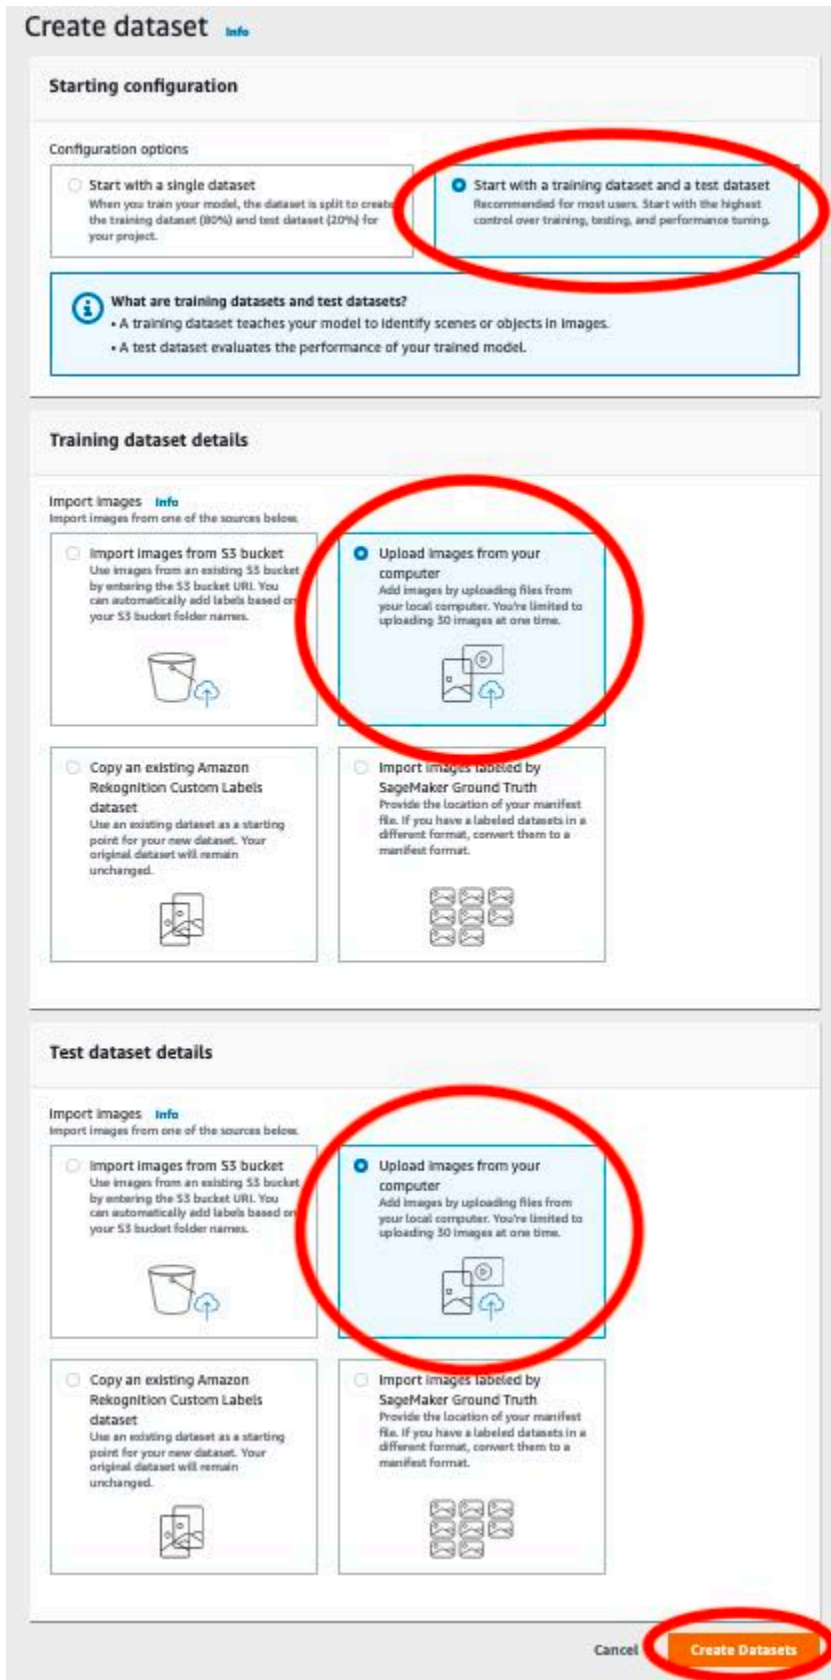 Create dataset Info
Starting configuration
Configuration options
Start with a single dataset
When you train your model, the dataset is split to create
the training dataset (80%) and test dataset (20%) for
your project.
Start with a training dataset and a test dataset
Recommended for most users. Start with the highest
control over training, testing, and performance tuning.
What are training datasets and test datasets?
• A training dataset teaches your model to identify scenes or objects in images.
• A test dataset evaluates the performance of your trained model.
Training dataset details
Import images Info
Import images from one of the sources below.
Import images from S3 bucket
Use images from an existing S3 bucket
by entering the S3 bucket URI. You
can automatically add labels based on
your S3 bucket folder names.
Upload images from your
computer
Add images by uploading files from
your local computer. You're limited to
uploading 30 images at one time.
Copy an existing Amazon
Rekognition Custom Labels
dataset
Use an existing dataset as a starting
point for your new dataset. Your
original dataset will remain
unchanged.
Import images labeled by
SageMaker Ground Truth
Provide the location of your manifest
file. If you have a labeled datasets in a
different format, convert them to a
manifest format.
Test dataset details
Import images Info
Import images from one of the sources below.
Import images from S3 bucket
Use images from an existing S3 bucket
by entering the S3 bucket URI. You
can automatically add labels based on
your S3 bucket folder names.
Upload images from your
computer
Add images by uploading files from
your local computer. You're limited to
uploading 30 images at one time.
Copy an existing Amazon
Rekognition Custom Labels
dataset
Use an existing dataset as a starting
point for your new dataset. Your
original dataset will remain
unchanged.
Import images labeled by
SageMaker Ground Truth
Provide the location of your manifest
file. If you have a labeled datasets in a
different format, convert them to a
manifest format.
Cancel Create Datasets